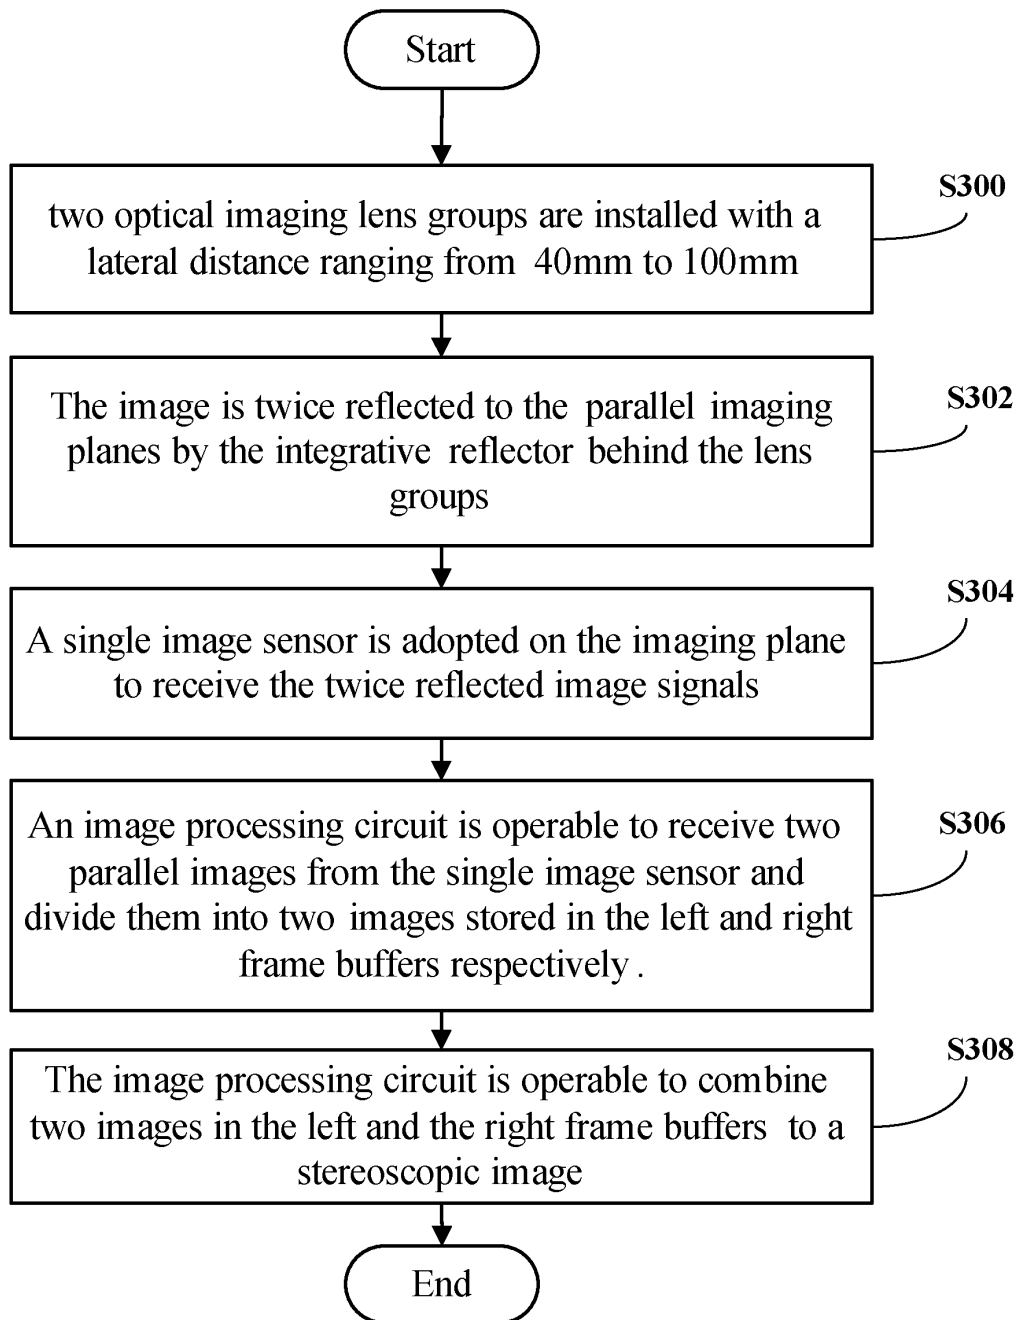 Start
two optical imaging lens groups are installed with a
lateral distance ranging from 40mm to 100mm
S300
The image is twice reflected to the parallel imaging
planes by the integrative reflector behind the lens
groups
S302
A single image sensor is adopted on the imaging plane
to receive the twice reflected image signals
S304
An image processing circuit is operable to receive two
parallel images from the single image sensor and
divide them into two images stored in the left and right
frame buffers respectively.
S306
The image processing circuit is operable to combine
two images in the left and the right frame buffers to a
stereoscopic image
S308
End